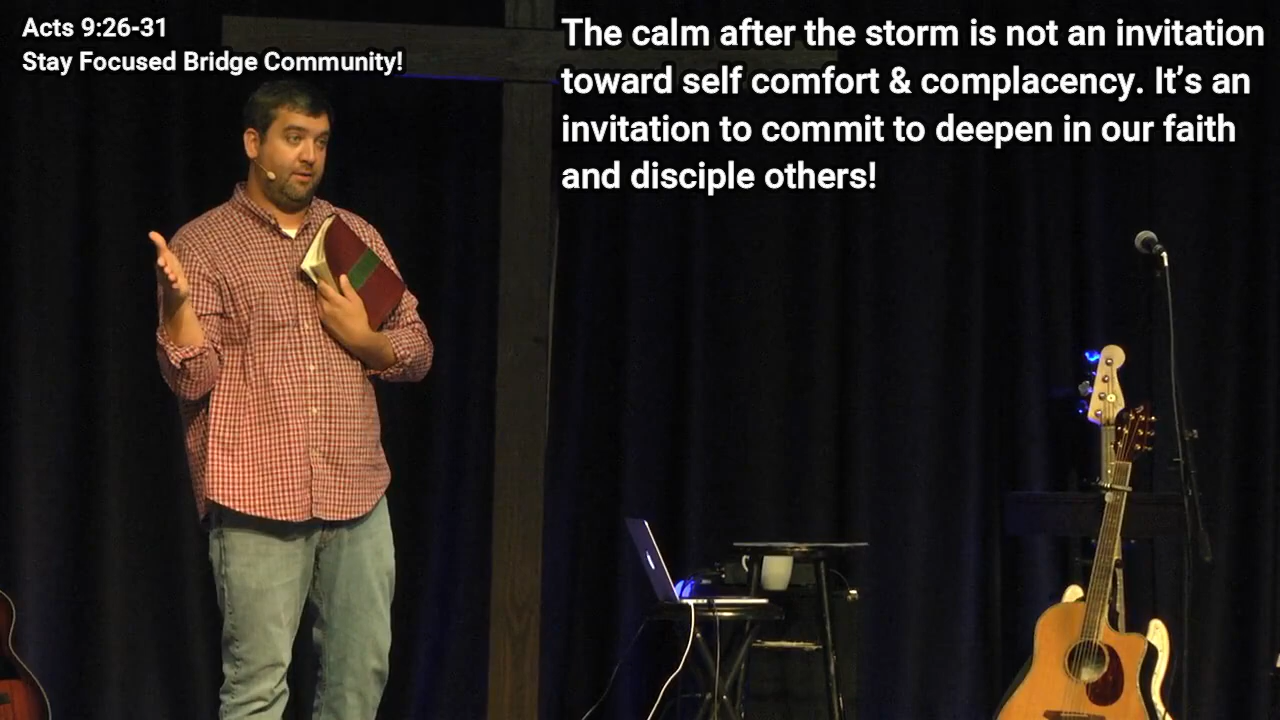 Acts 9:26-31
Stay Focused Bridge Community!
The calm after the storm is not an invitation
toward self comfort & complacency. It’s an
invitation to commit to deepen in our faith
and disciple others!